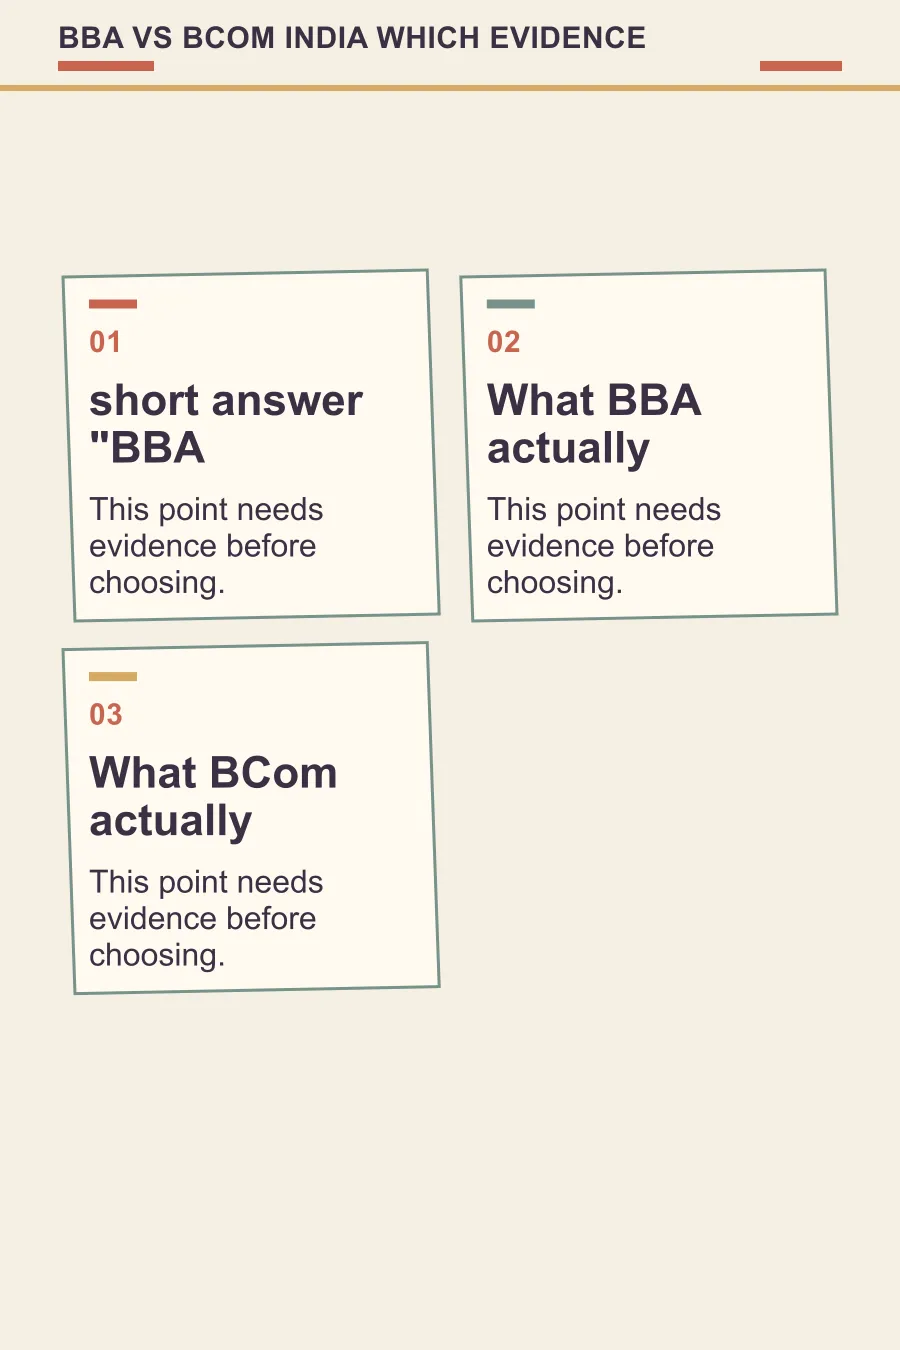 BBA VS BCOM INDIA WHICH EVIDENCE
01
short answer
"BBA
This point needs
evidence before
choosing.
02
What BBA
actually
This point needs
evidence before
choosing.
03
What BCom
actually
This point needs
evidence before
choosing.